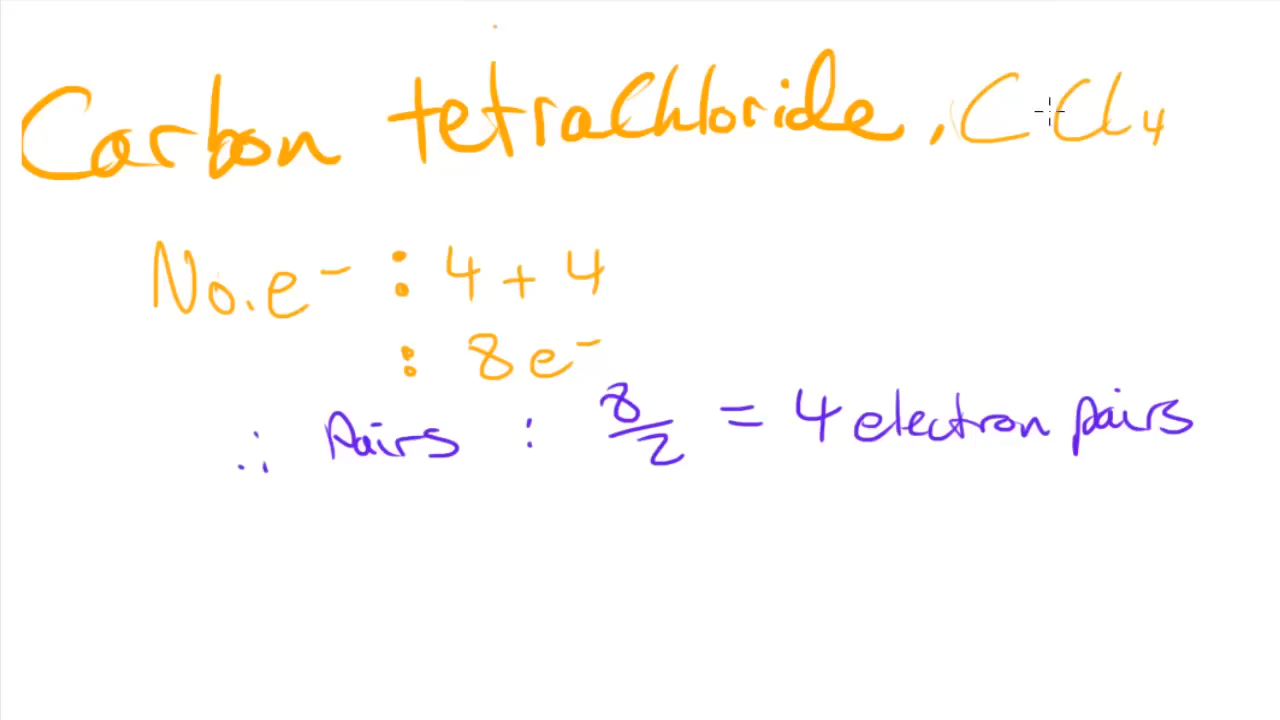 Carbon tetrachloride, CCl₄
No. e⁻ : 4 + 4
: 8e⁻
∴ Pairs : 8/2 = 4 electron pairs